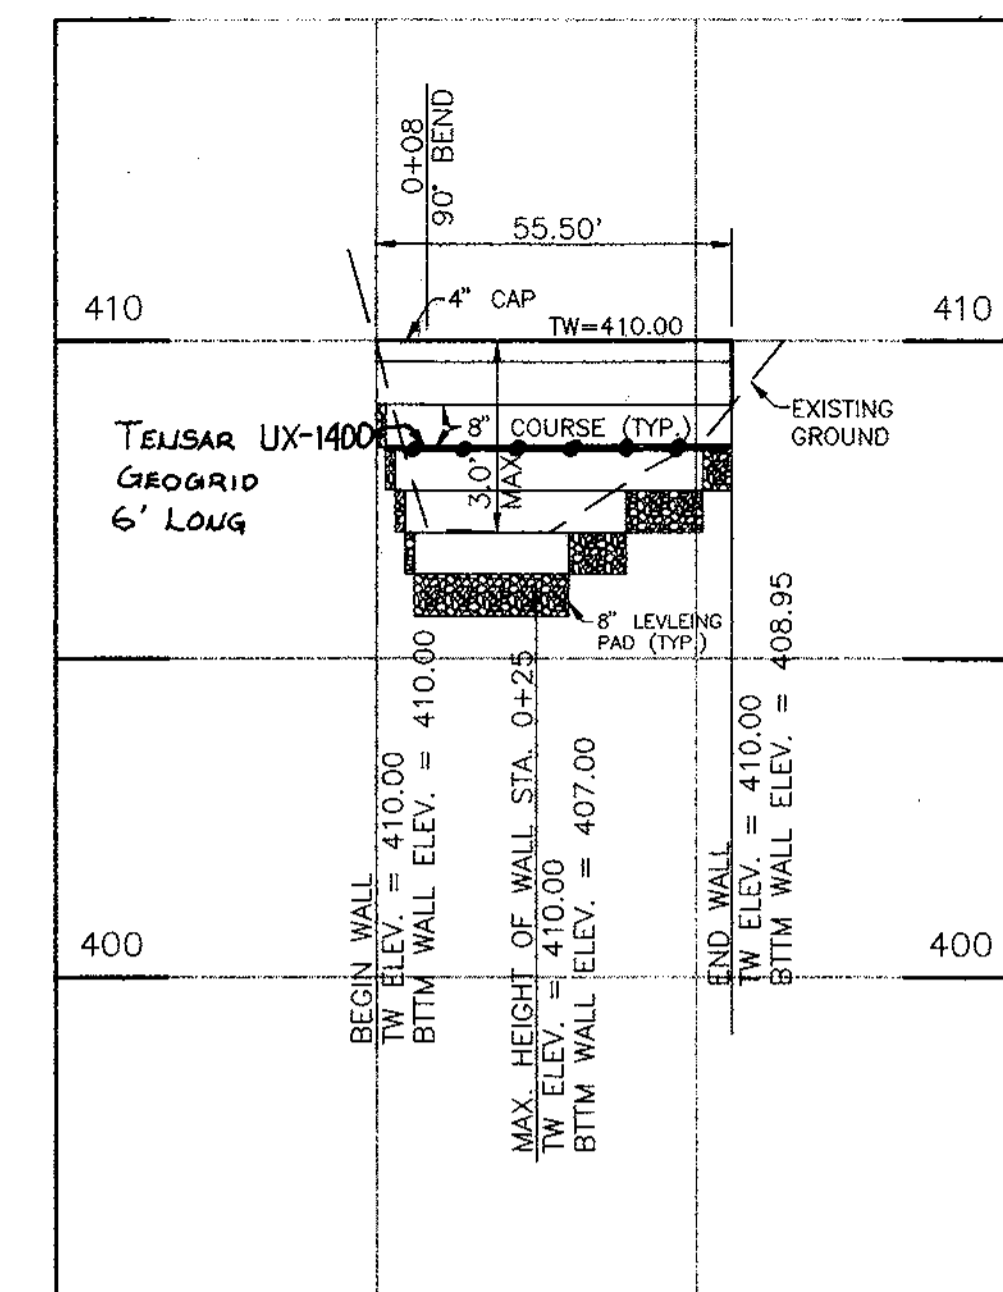 0+08
90° BEND
55.50'
4" CAP
TW=410.00
410
410
8" COURSE (TYP.)
3.0'
MAX
EXISTING
GROUND
TENSAR UX-1400
GEOGRID
6' LONG
8" LEVLEING
PAD (TYP.)
400
400
BEGIN WALL
TW ELEV. = 410.00
BTTM WALL ELEV. = 410.00
MAX. HEIGHT OF WALL STA. 0+25
TW ELEV. = 410.00
BTTM WALL ELEV. = 407.00
END WALL
TW ELEV. = 410.00
BTTM WALL ELEV. = 408.95